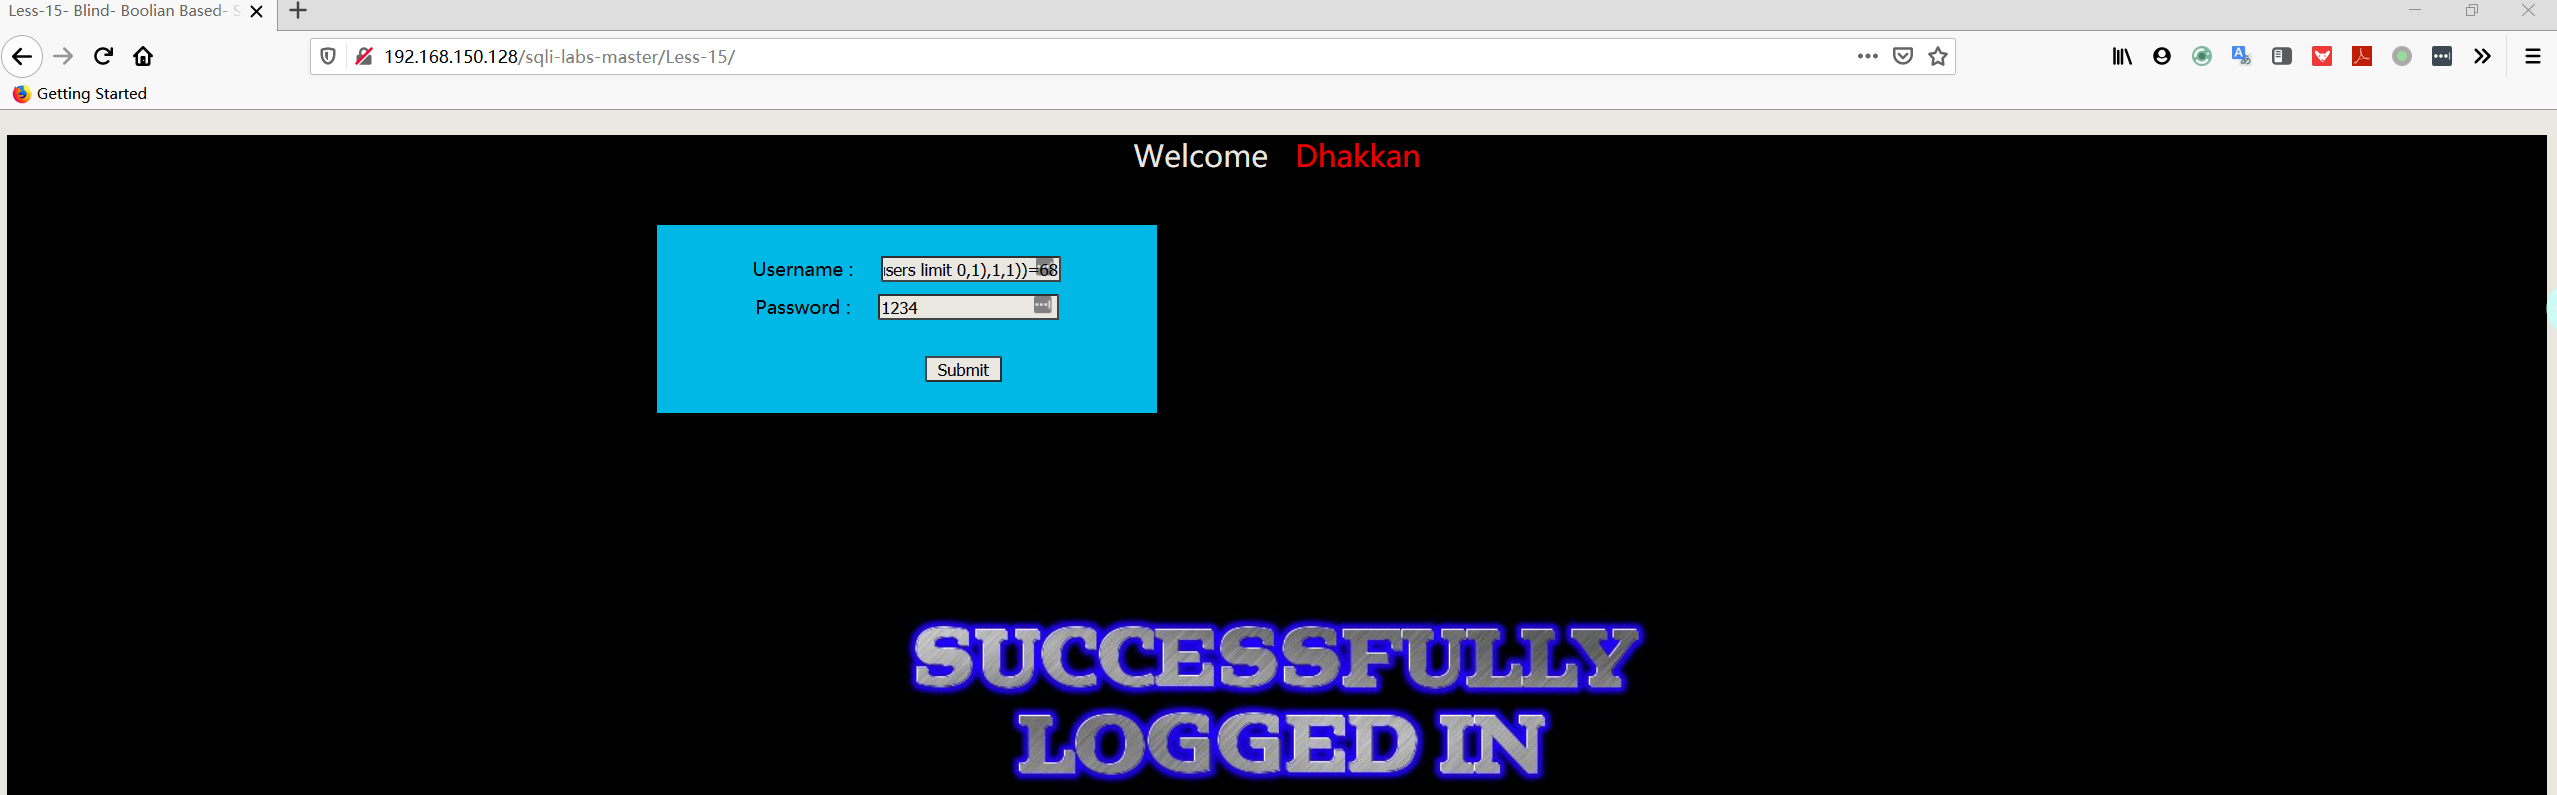 Less-15- Blind- Boolian Based- S
192.168.150.128/sqli-labs-master/Less-15/
Getting Started
Welcome Dhakkan
Username : sers limit 0,1),1,1))=68
Password : 1234
Submit
SUCCESSFULLY
LOGGED IN